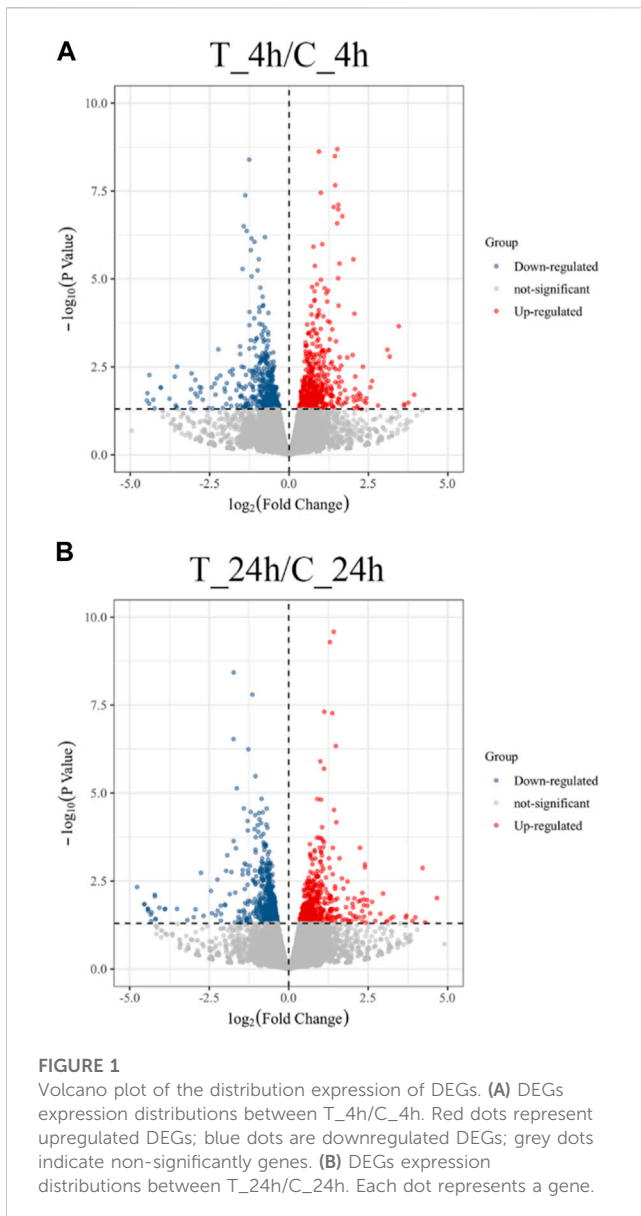 A
T_4h/C_4h
10.0
7.5
5.0
2.5
0.0
−log10(P Value)
-5.0 -2.5 0.0 2.5 5.0
log2(Fold Change)
Group
Down-regulated
not-significant
Up-regulated
B
T_24h/C_24h
10.0
7.5
5.0
2.5
0.0
−log10(P Value)
-5.0 -2.5 0.0 2.5 5.0
log2(Fold Change)
Group
Down-regulated
not-significant
Up-regulated
FIGURE 1
Volcano plot of the distribution expression of DEGs. (A) DEGs
expression distributions between T_4h/C_4h. Red dots represent
upregulated DEGs; blue dots are downregulated DEGs; grey dots
indicate non-significantly genes. (B) DEGs expression
distributions between T_24h/C_24h. Each dot represents a gene.